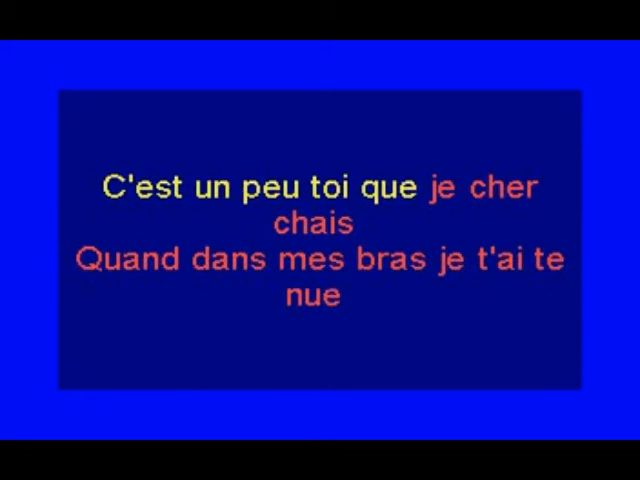 C'est un peu toi que je cher
chais
Quand dans mes bras je t'ai te
nue